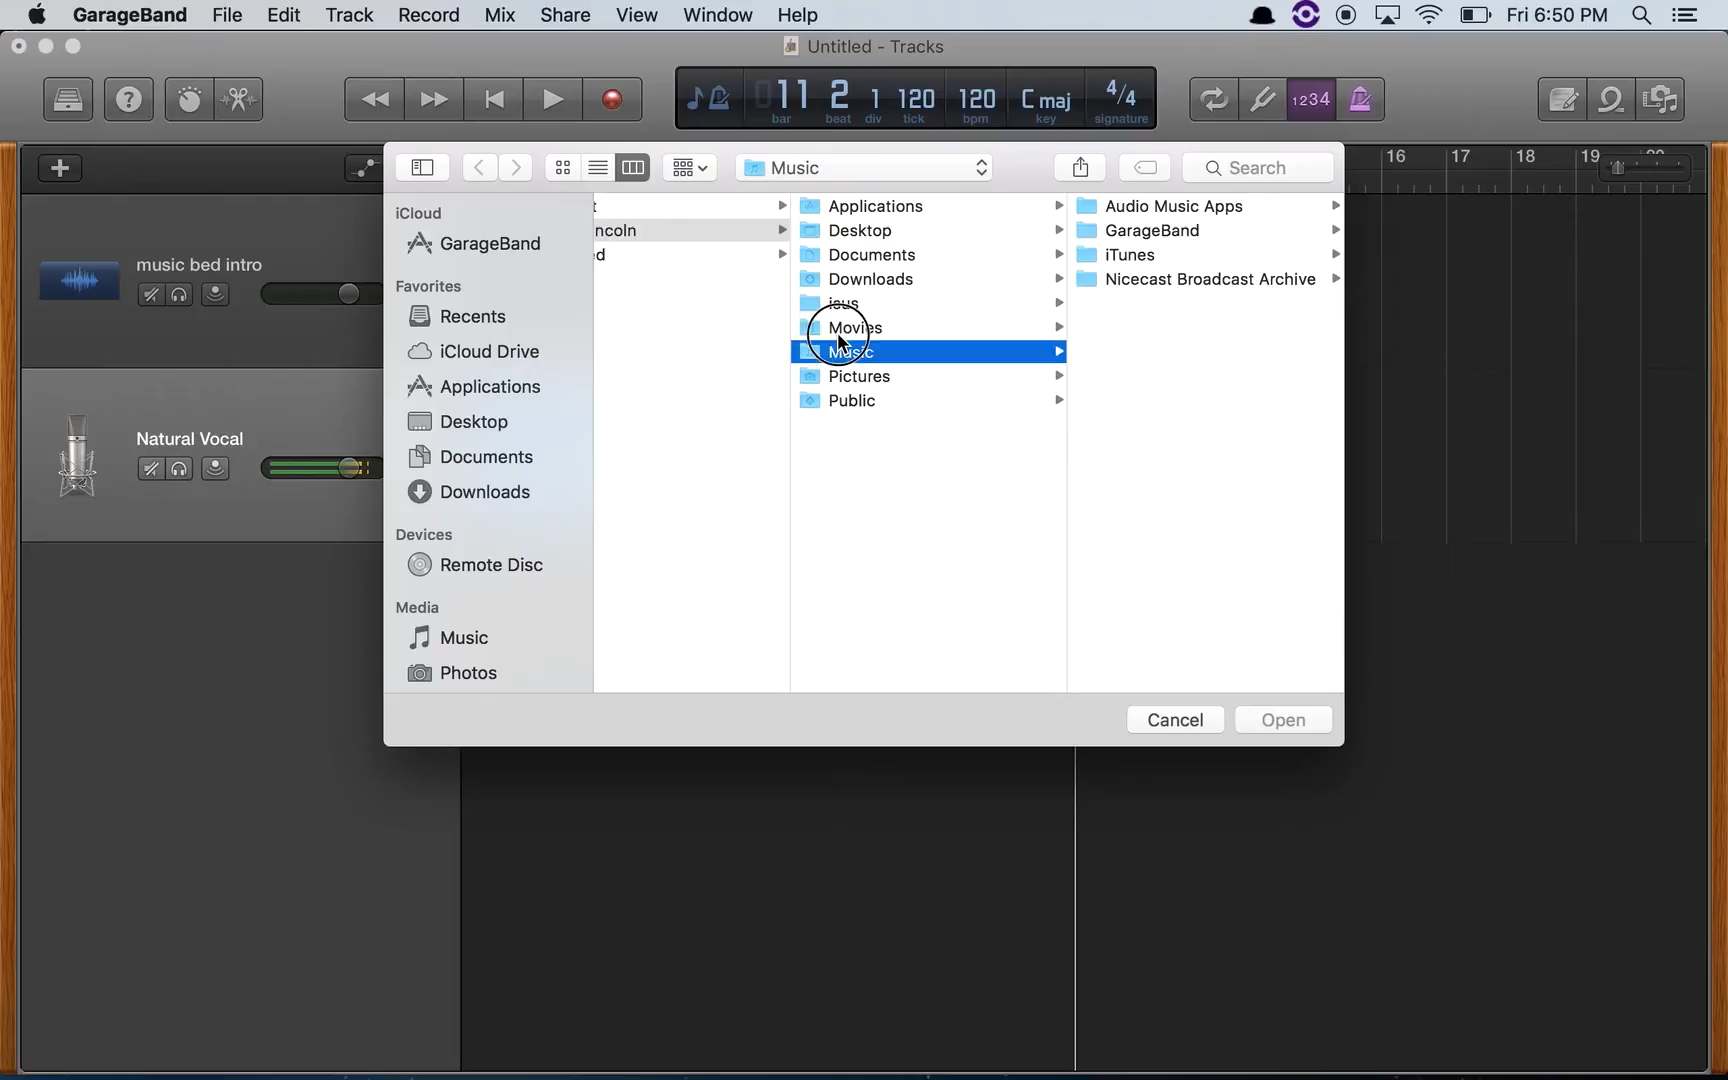 GarageBand File Edit Track Record Mix Share View Window Help Fri 6:50 PM
Untitled - Tracks
11 2 1 120 120 C maj 4/4 1234
bar beat div tick bpm key signature
Music Search
16 17 18 19
iCloud
GarageBand
Favorites
Recents
iCloud Drive
Applications
Desktop
Documents
Downloads
Devices
Remote Disc
Media
Music
Photos
t
ncoln
ed
Applications
Desktop
Documents
Downloads
Movies
Music
Pictures
Public
Audio Music Apps
GarageBand
iTunes
Nicecast Broadcast Archive
music bed intro
Natural Vocal
Cancel Open